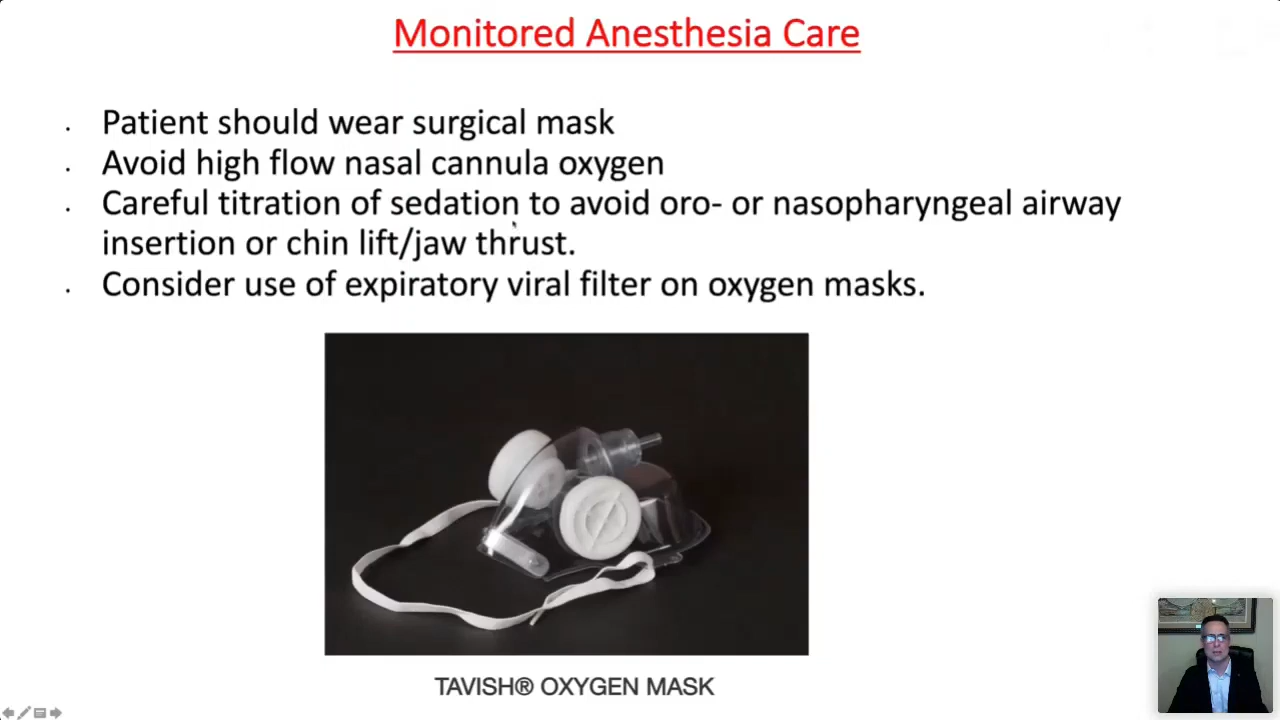 Monitored Anesthesia Care
• Patient should wear surgical mask
• Avoid high flow nasal cannula oxygen
• Careful titration of sedation to avoid oro- or nasopharyngeal airway
insertion or chin lift/jaw thrust.
• Consider use of expiratory viral filter on oxygen masks.
TAVISH® OXYGEN MASK